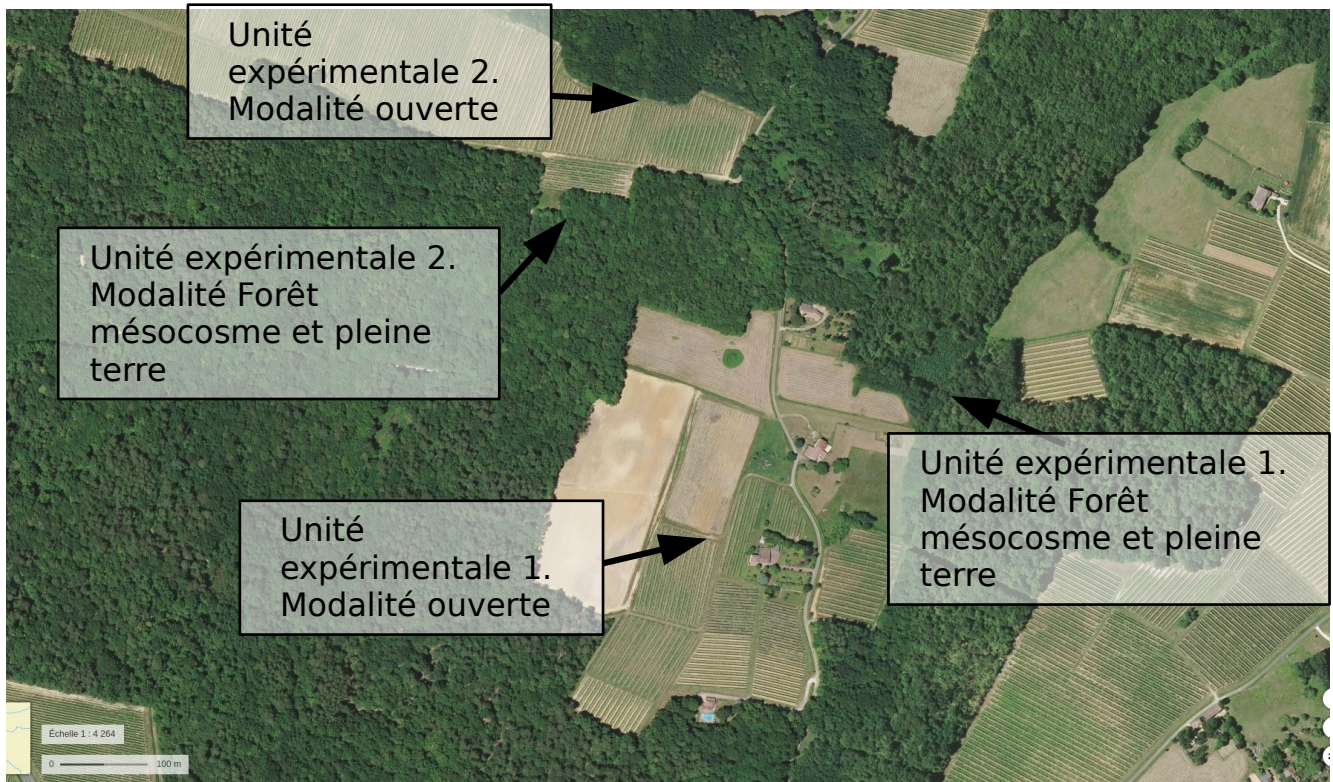 Unité
expérimentale 2.
Modalité ouverte
Unité expérimentale 2.
Modalité Forêt
mésocosme et pleine
terre
Unité expérimentale 1.
Modalité Forêt
mésocosme et pleine
terre
Unité
expérimentale 1.
Modalité ouverte
Échelle 1 : 4 264
0 100 m